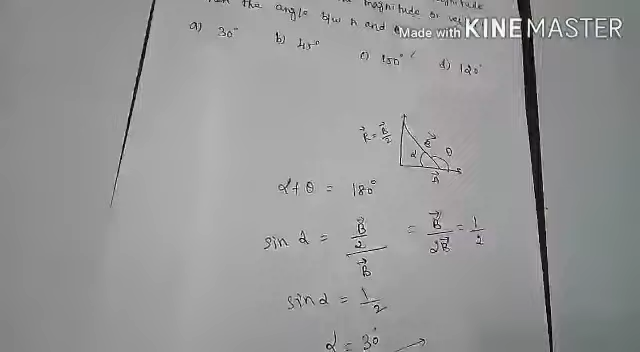 the magnitude
the angle b/w A and
Made with KINEMASTER
a) 30°
b) 45°
c) 150°
d) 120°
R⃗ = B⃗/2
B⃗
α
θ
A⃗
α + θ = 180°
sin α = B⃗/2 / B⃗ = B⃗/2B⃗ = 1/2
sin α = 1/2
α = 30° →